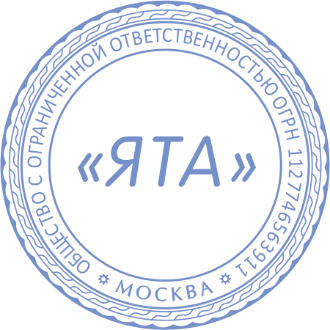 ОБЩЕСТВО С ОГРАНИЧЕННОЙ ОТВЕТСТВЕННОСТЬЮ ОГРН 1127746563911
«ЯТА»
МОСКВА